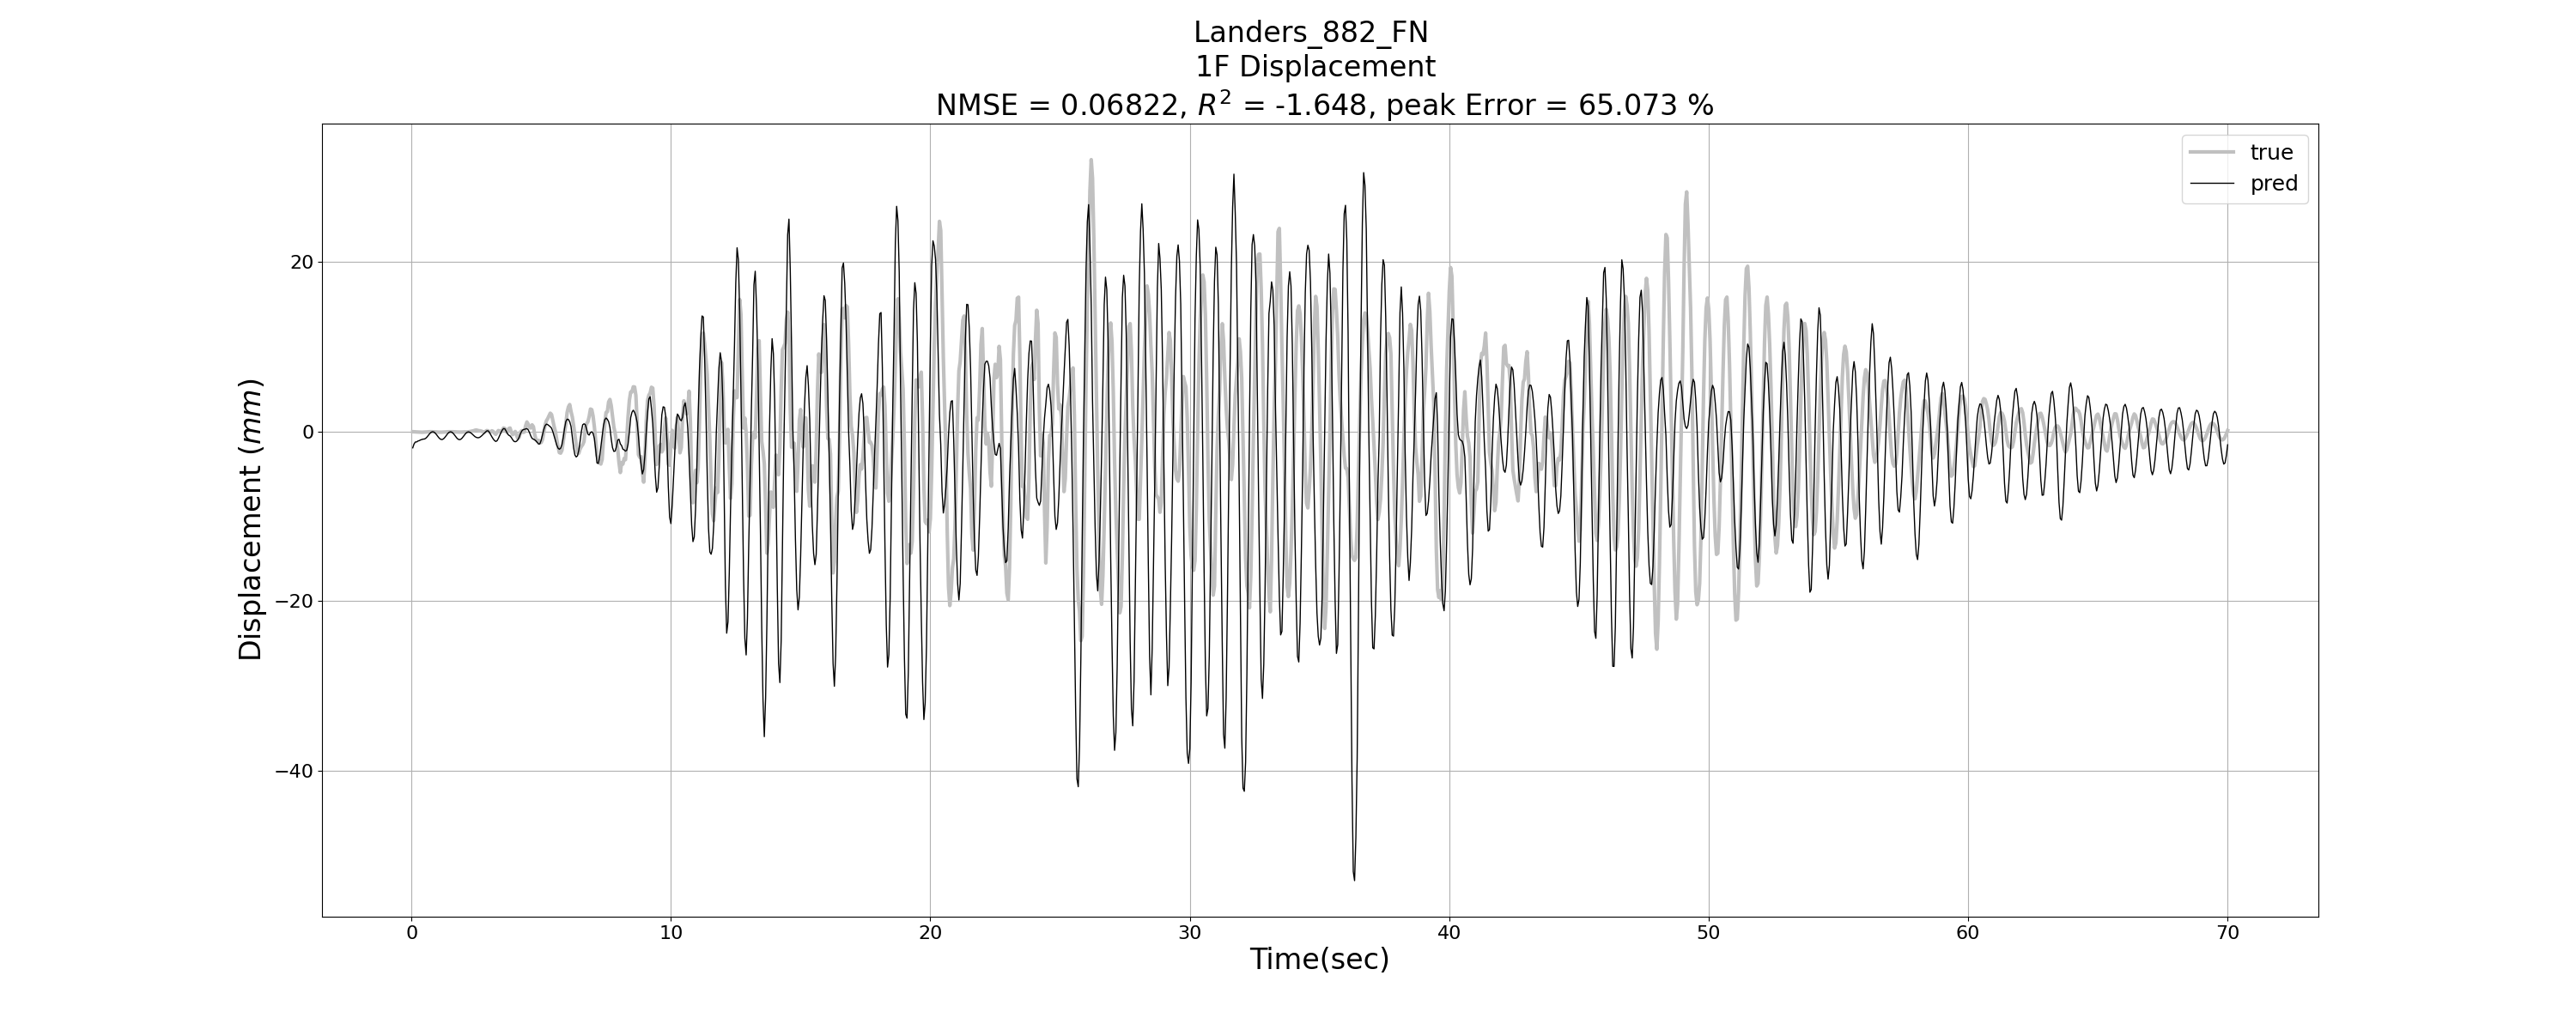 Landers_882_FN
1F Displacement
NMSE = 0.06822, R² = -1.648, peak Error = 65.073 %
true
pred
Displacement (mm)
20
0
−20
−40
0 10 20 30 40 50 60 70
Time(sec)